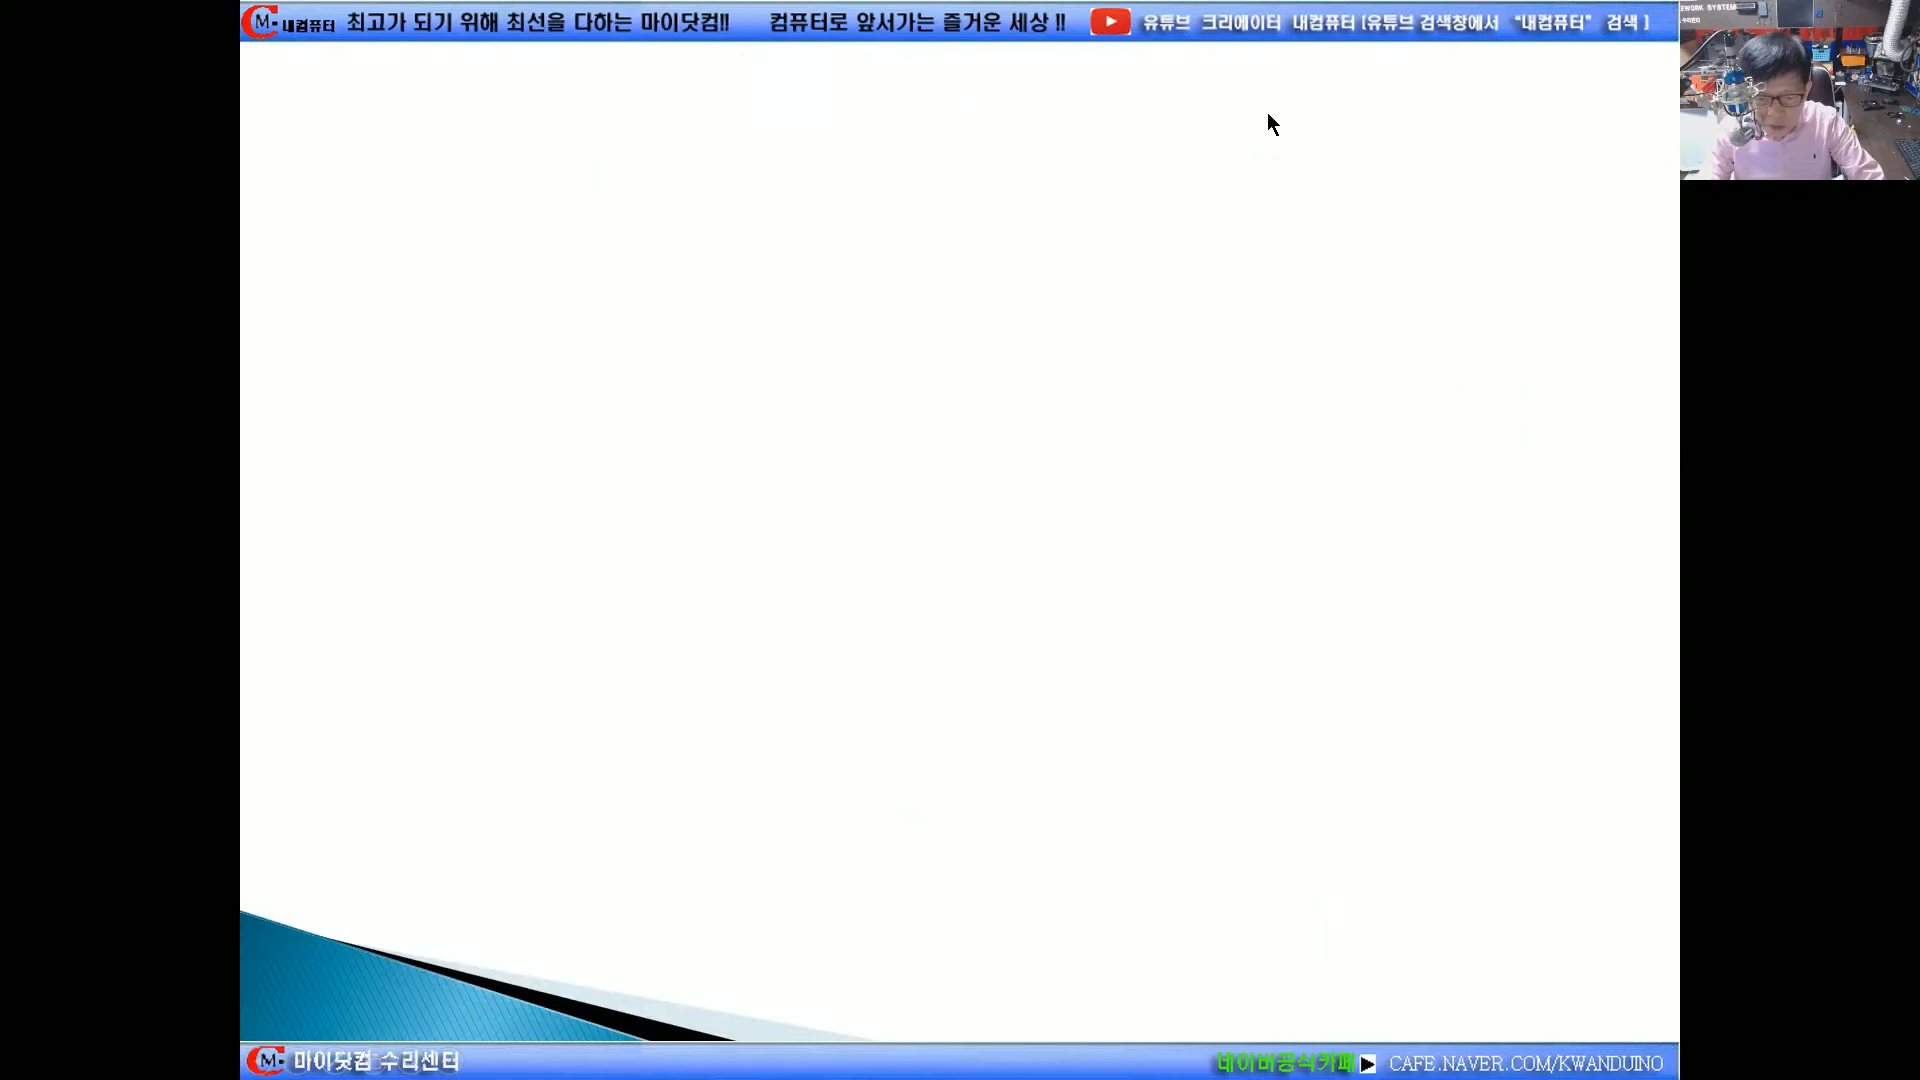 CM 내컴퓨터 최고가 되기 위해 최선을 다하는 마이닷컴!! 컴퓨터로 앞서가는 즐거운 세상 !! 유튜브 크리에이터 내컴퓨터 [유튜브 검색창에서 “내컴퓨터” 검색 ]
EWORK SYSTEM
CM 마이닷컴 수리센터 네이버공식카페 ▶ CAFE.NAVER.COM/KWANDUINO